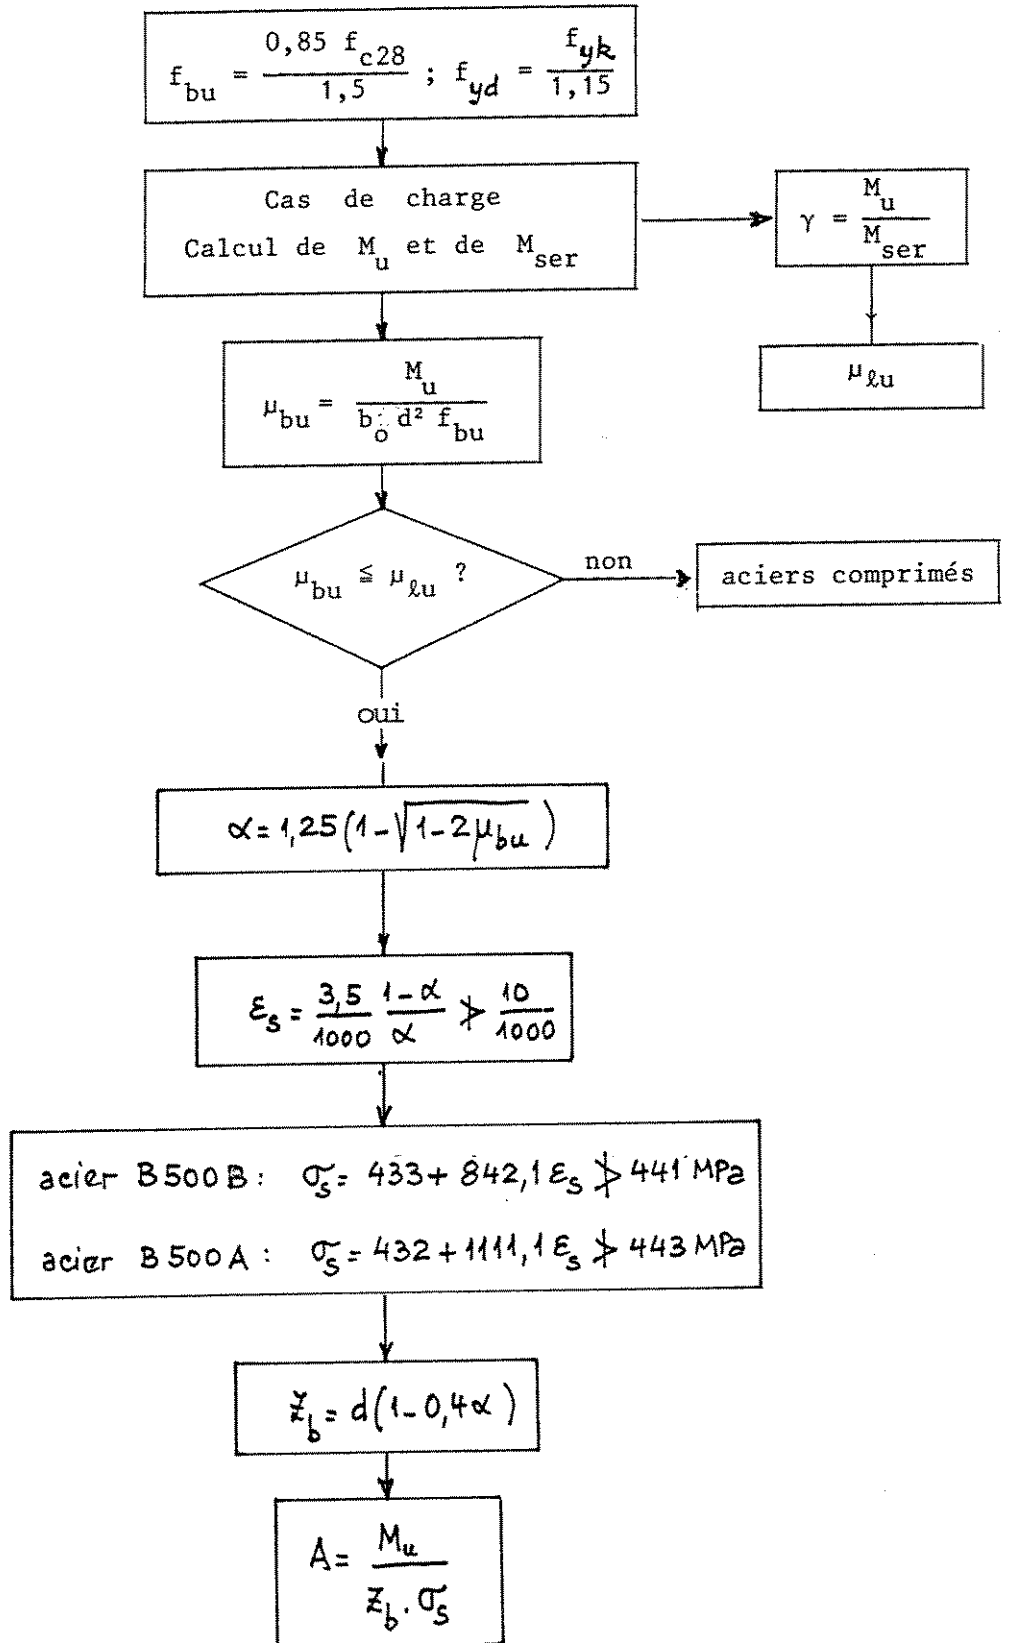 f_bu = 0,85 f_c28 / 1,5 ; f_yd = f_yk / 1,15
Cas de charge
Calcul de M_u et de M_ser
γ = M_u / M_ser
μ_ℓu
μ_bu = M_u / b_o d² f_bu
μ_bu ≦ μ_ℓu ?
non
aciers comprimés
oui
α = 1,25 (1 - √1 - 2μ_bu)
ε_s = 3,5/1000 1-α/α ≯ 10/1000
acier B500B : σ_s = 433 + 842,1 ε_s ≯ 441 MPa
acier B500A : σ_s = 432 + 1111,1 ε_s ≯ 443 MPa
z_b = d(1 - 0,4α)
A = M_u / z_b . σ_s